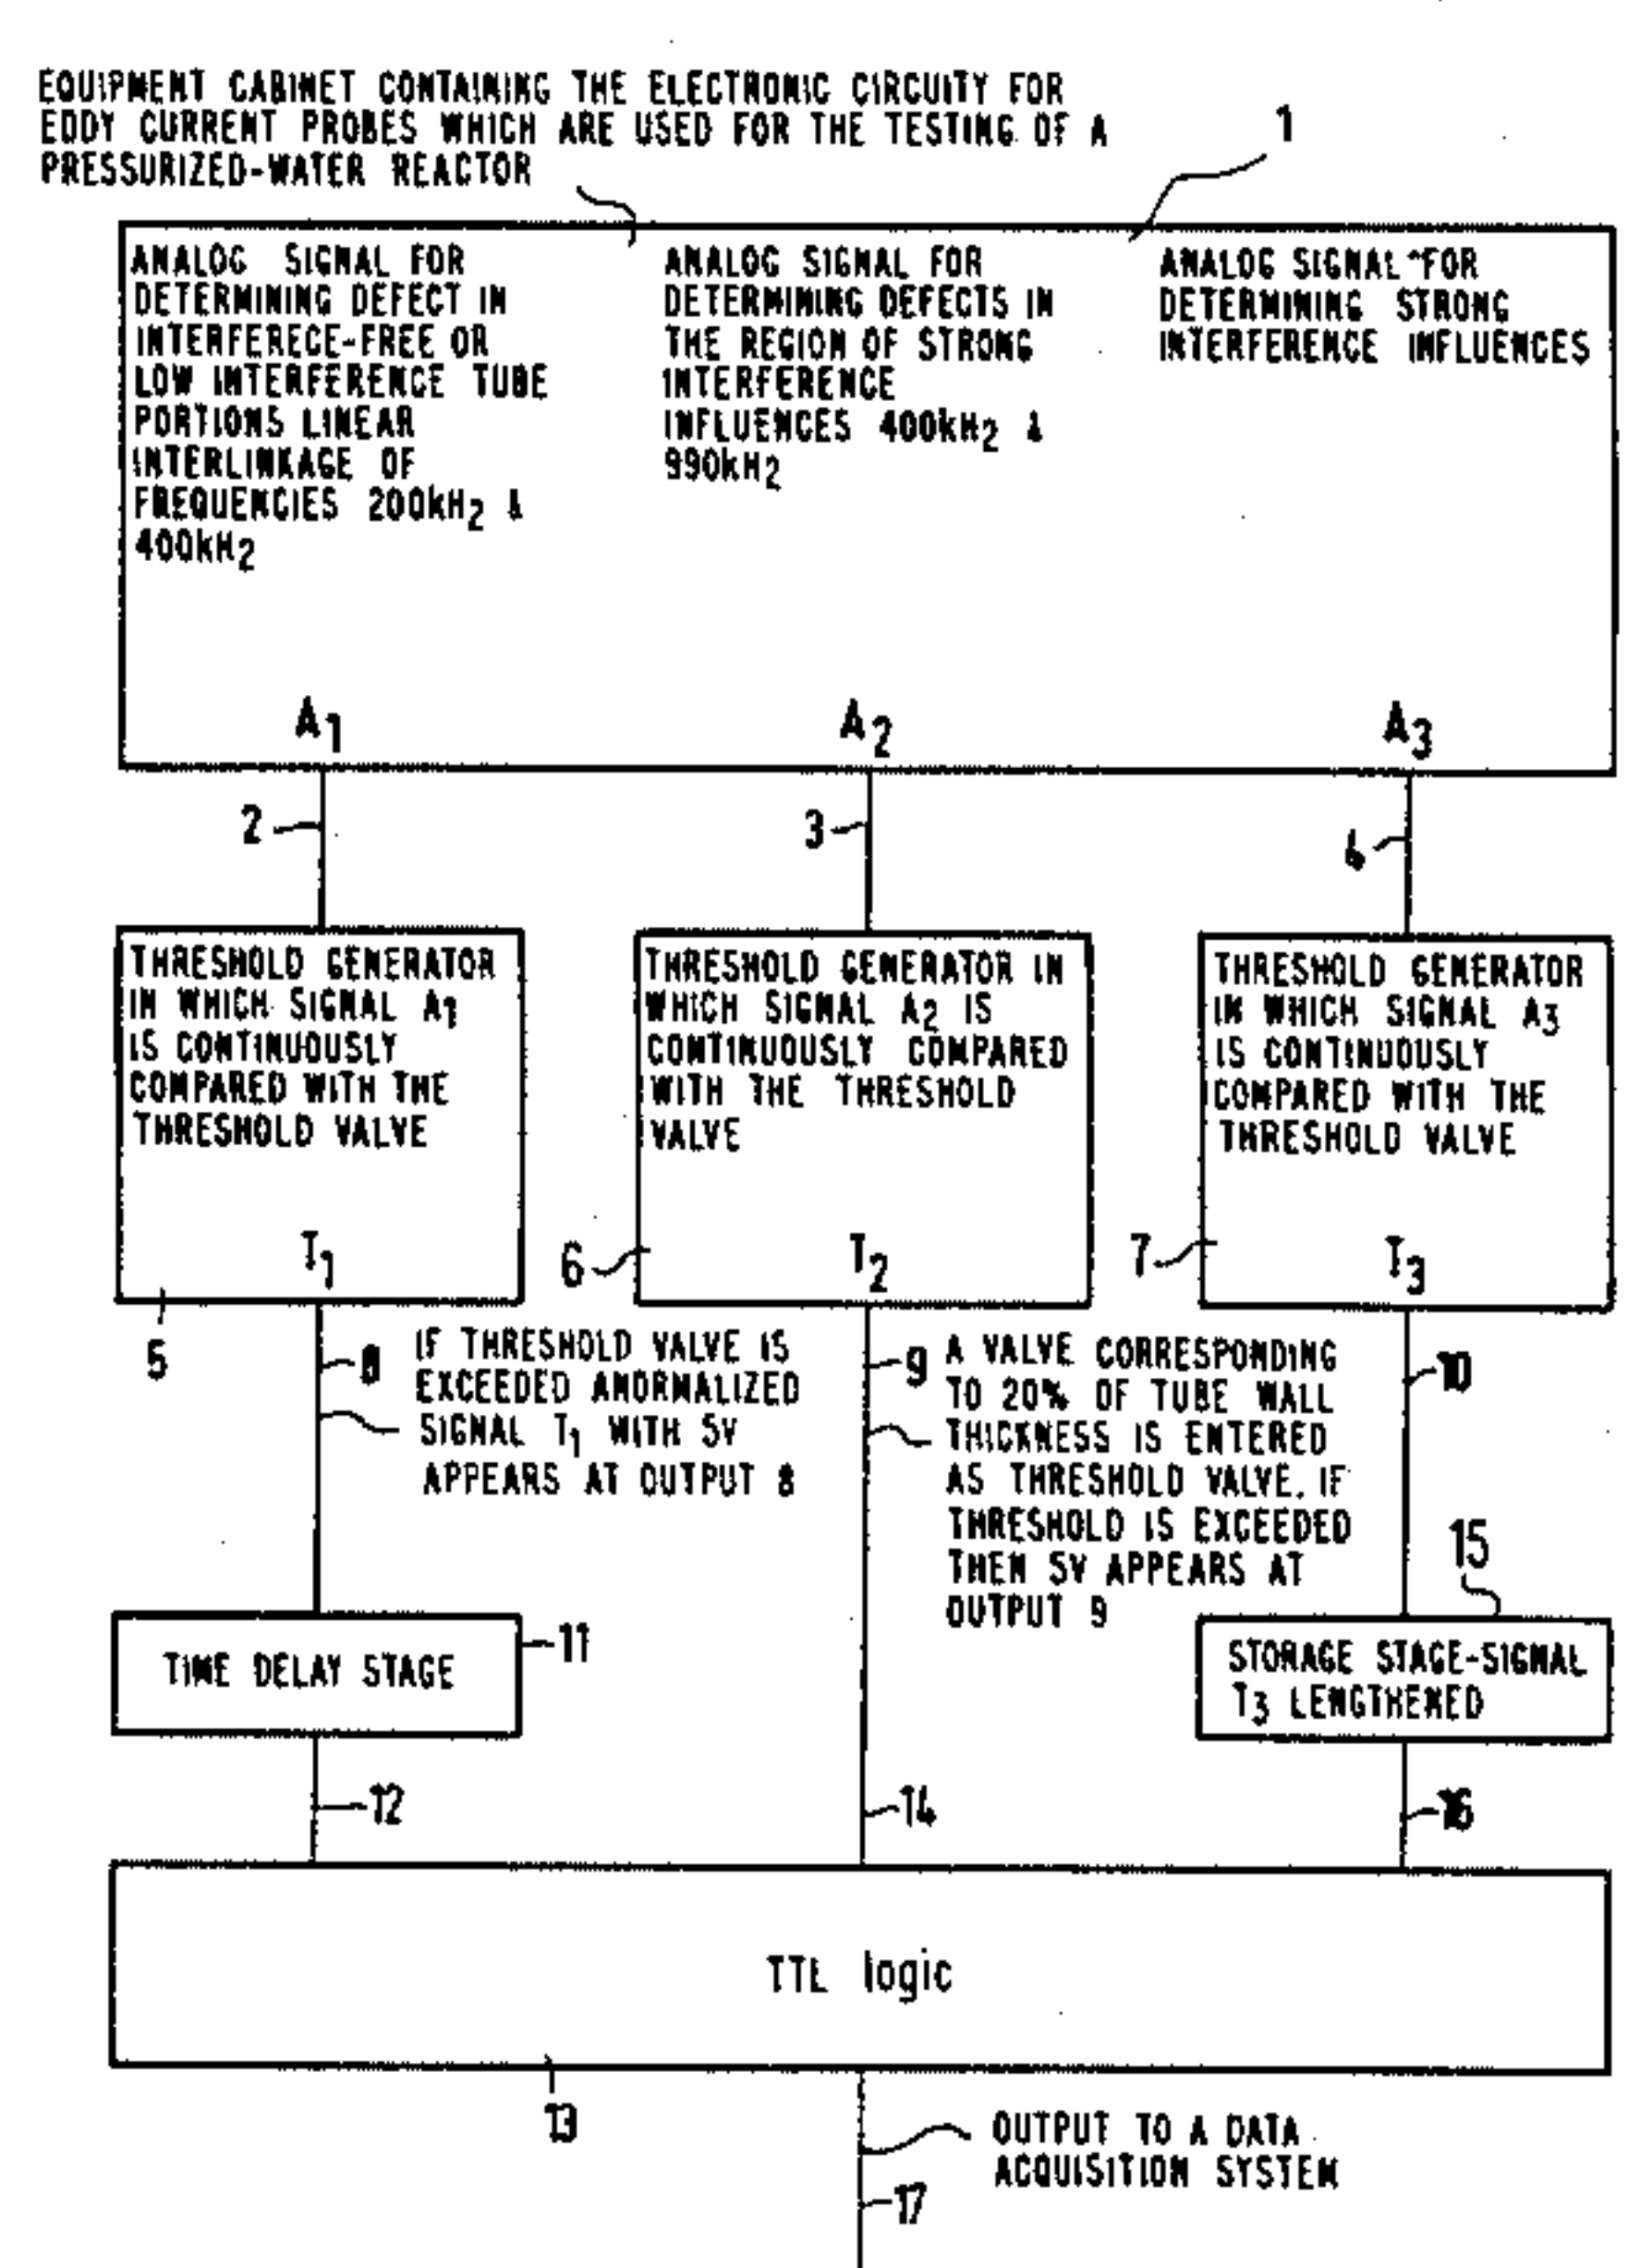 EQUIPMENT CABINET CONTAINING THE ELECTRONIC CIRCUITY FOR
EDDY CURRENT PROBES WHICH ARE USED FOR THE TESTING OF A
PRESSURIZED-WATER REACTOR
1
ANALOG SIGNAL FOR
DETERMINING DEFECT IN
INTERFERECE-FREE OR
LOW INTERFERENCE TUBE
PORTIONS LINEAR
INTERLINKAGE OF
FREQUENCIES 200kH2 &
400kH2
A1
ANALOG SIGNAL FOR
DETERMINING DEFECTS IN
THE REGION OF STRONG
INTERFERENCE
INFLUENCES 400kH2 &
990kH2
A2
ANALOG SIGNAL FOR
DETERMINING STRONG
INTERFERENCE INFLUENCES
A3
2
3
4
THRESHOLD GENERATOR
IN WHICH SIGNAL A1
IS CONTINUOUSLY
COMPARED WITH THE
THRESHOLD VALVE
T1
5
THRESHOLD GENERATOR IN
WHICH SIGNAL A2 IS
CONTINUOUSLY COMPARED
WITH THE THRESHOLD
VALVE
T2
6
THRESHOLD GENERATOR
IN WHICH SIGNAL A3
IS CONTINUOUSLY
COMPARED WITH THE
THRESHOLD VALVE
T3
7
8
IF THRESHOLD VALVE IS
EXCEEDED ANORMALIZED
SIGNAL T1 WITH 5V
APPEARS AT OUTPUT 8
9
A VALVE CORRESPONDING
TO 20% OF TUBE WALL
THICKNESS IS ENTERED
AS THRESHOLD VALVE. IF
THRESHOLD IS EXCEEDED
THEN 5V APPEARS AT
OUTPUT 9
10
15
TIME DELAY STAGE
11
STORAGE STAGE-SIGNAL
T3 LENGTHENED
12
14
16
TTL logic
13
OUTPUT TO A DATA
ACQUISITION SYSTEM
17